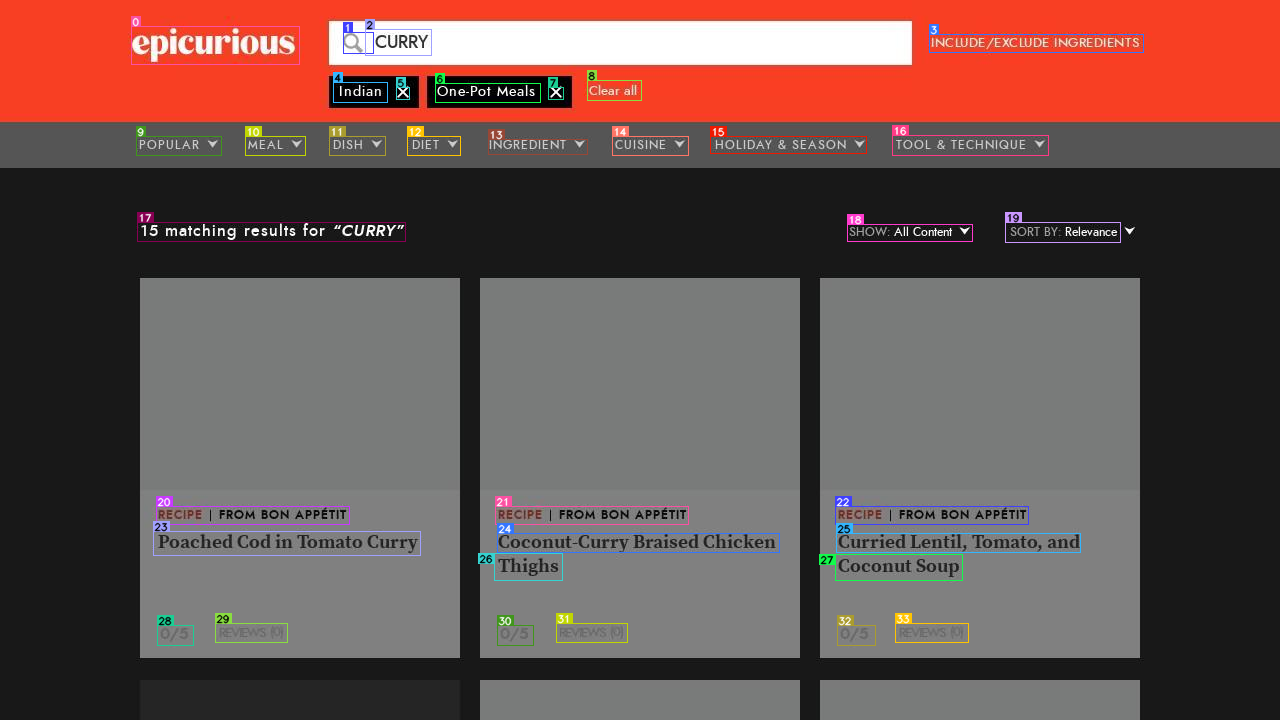 epicurious
CURRY
INCLUDE/EXCLUDE INGREDIENTS
Indian
One-Pot Meals
Clear all
POPULAR MEAL DISH DIET INGREDIENT CUISINE HOLIDAY & SEASON TOOL & TECHNIQUE
15 matching results for “CURRY”
SHOW: All Content
SORT BY: Relevance
RECIPE | FROM BON APPÉTIT
Poached Cod in Tomato Curry
0/5 REVIEWS (0)
RECIPE | FROM BON APPÉTIT
Coconut-Curry Braised Chicken
Thighs
0/5 REVIEWS (0)
RECIPE | FROM BON APPÉTIT
Curried Lentil, Tomato, and
Coconut Soup
0/5 REVIEWS (0)
0
1
2
3
4
5
6
7
8
9
10
11
12
13
14
15
16
17
18
19
20
21
22
23
24
25
26
27
28
29
30
31
32
33